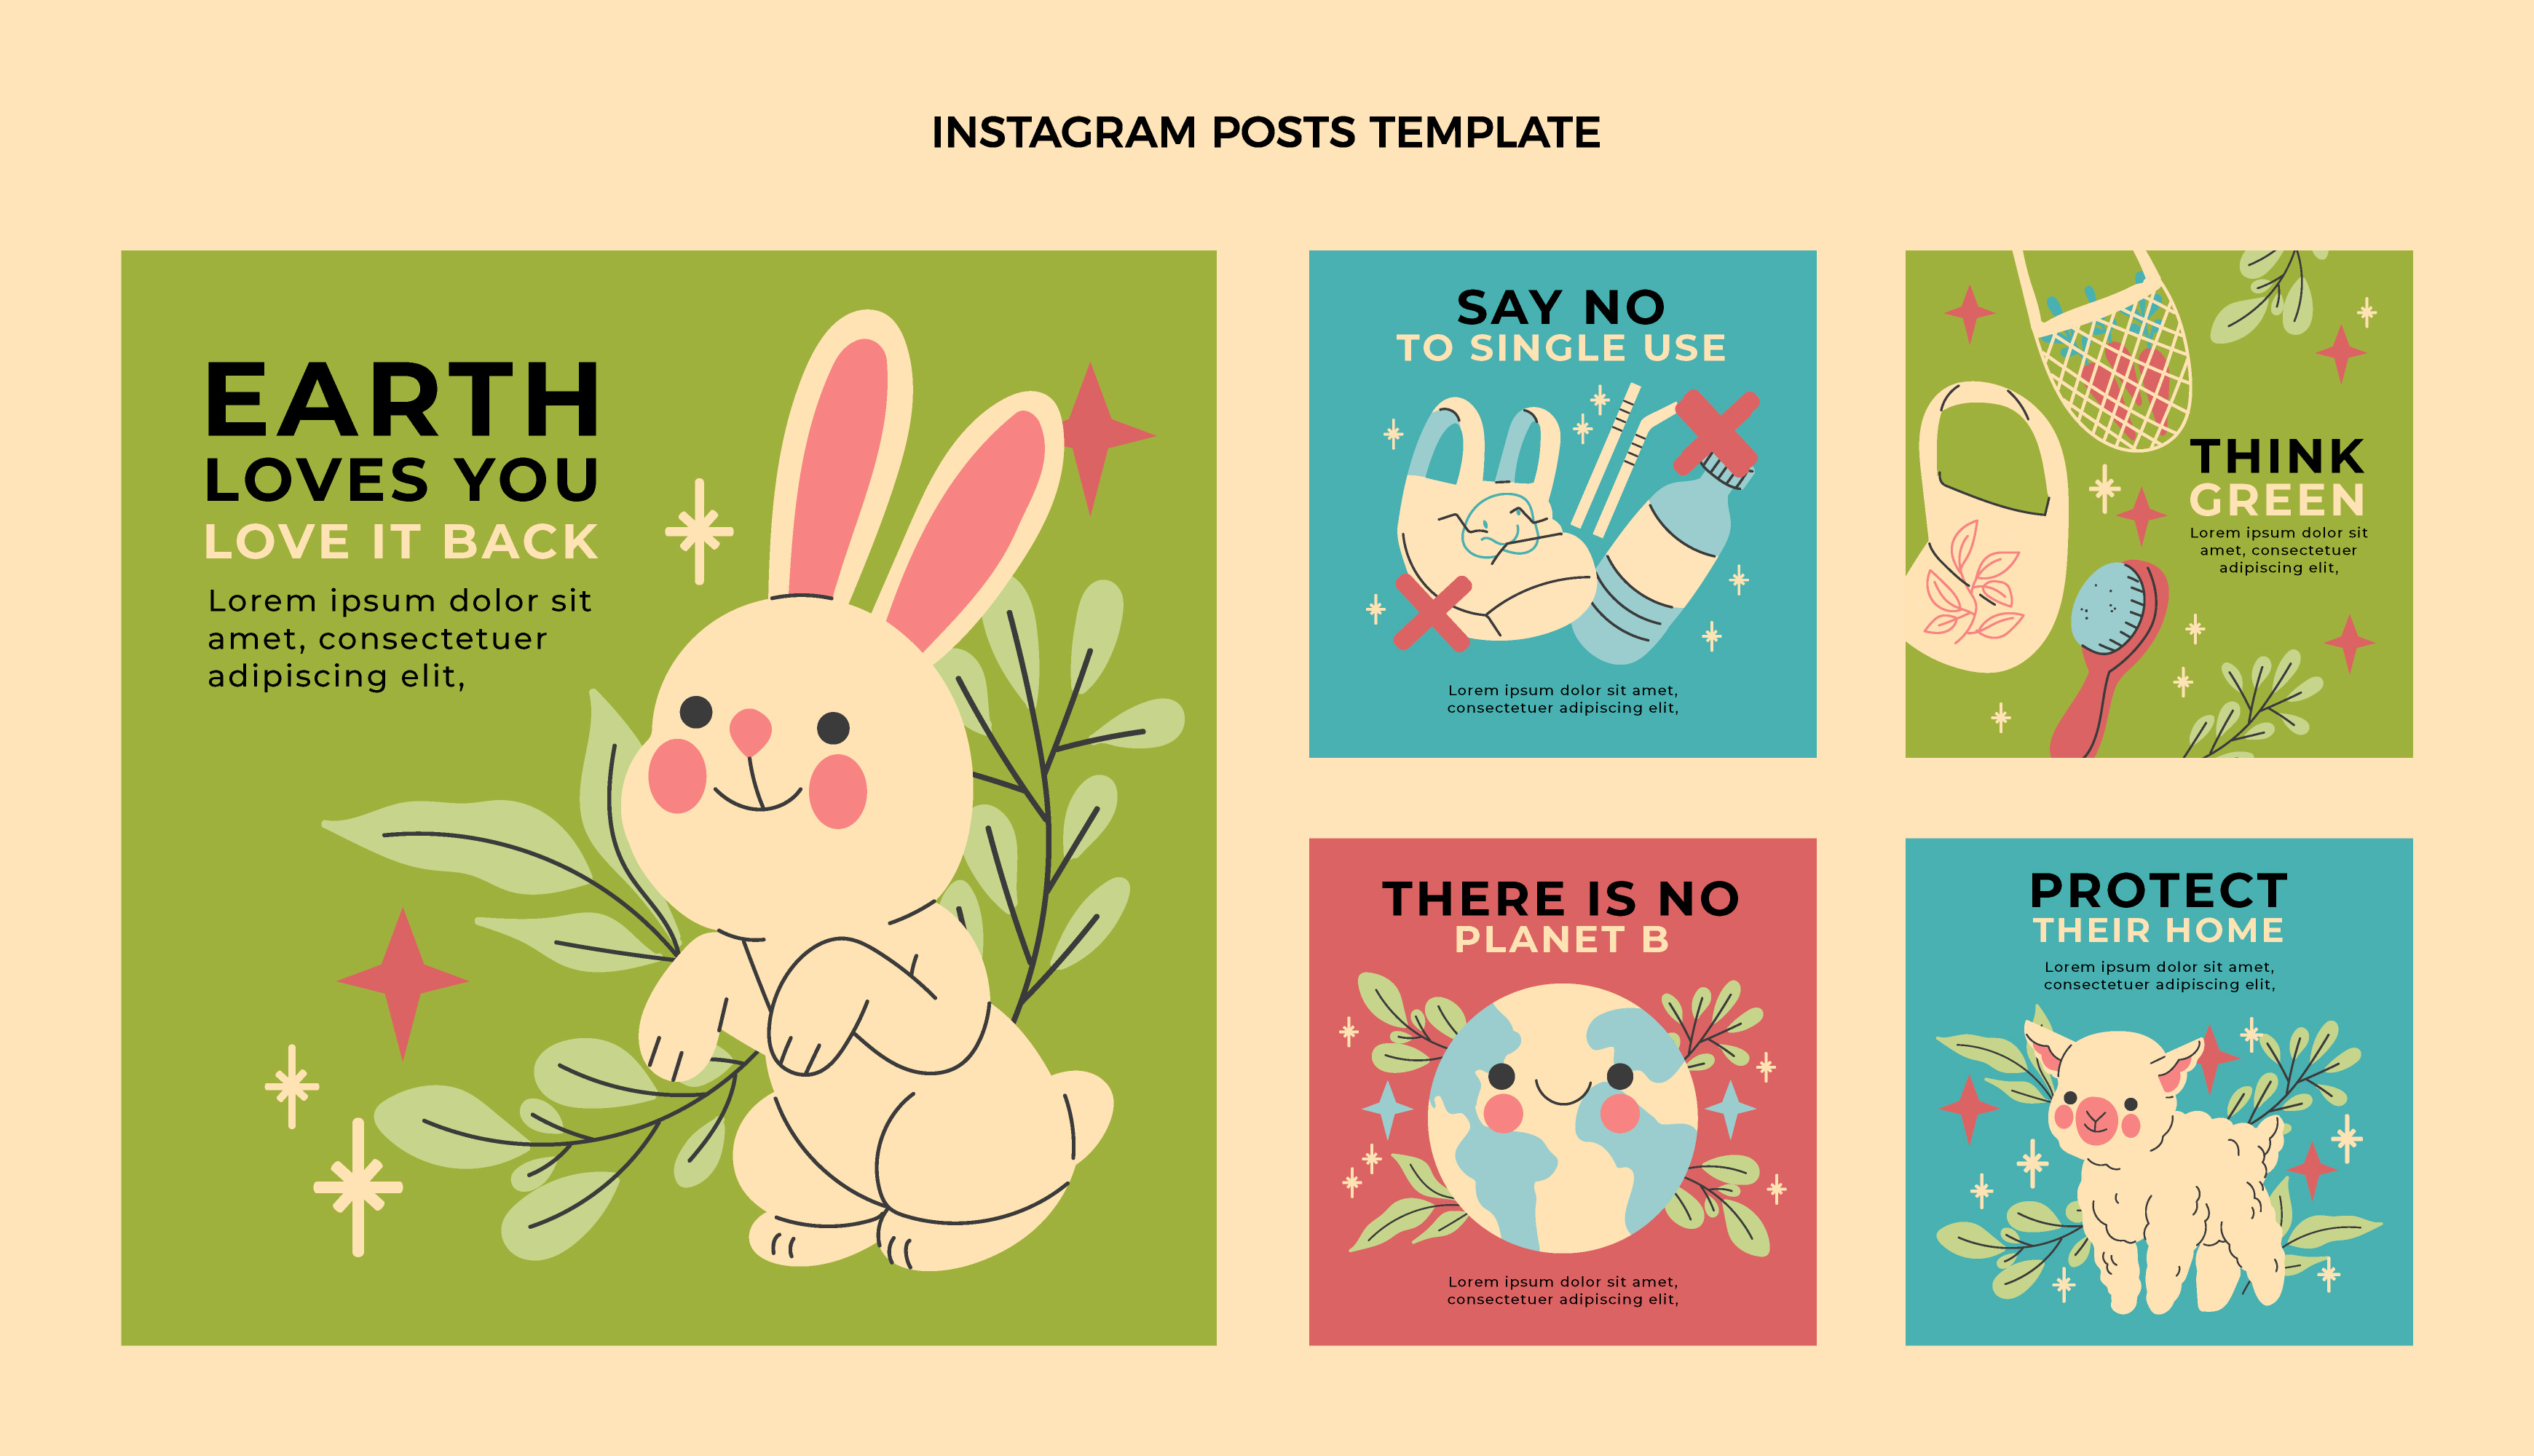 INSTAGRAM POSTS TEMPLATE
EARTH
LOVES YOU
LOVE IT BACK
Lorem ipsum dolor sit
amet, consectetuer
adipiscing elit,
SAY NO
TO SINGLE USE
Lorem ipsum dolor sit amet,
consectetuer adipiscing elit,
THINK
GREEN
Lorem ipsum dolor sit
amet, consectetuer
adipiscing elit,
THERE IS NO
PLANET B
Lorem ipsum dolor sit amet,
consectetuer adipiscing elit,
PROTECT
THEIR HOME
Lorem ipsum dolor sit amet,
consectetuer adipiscing elit,